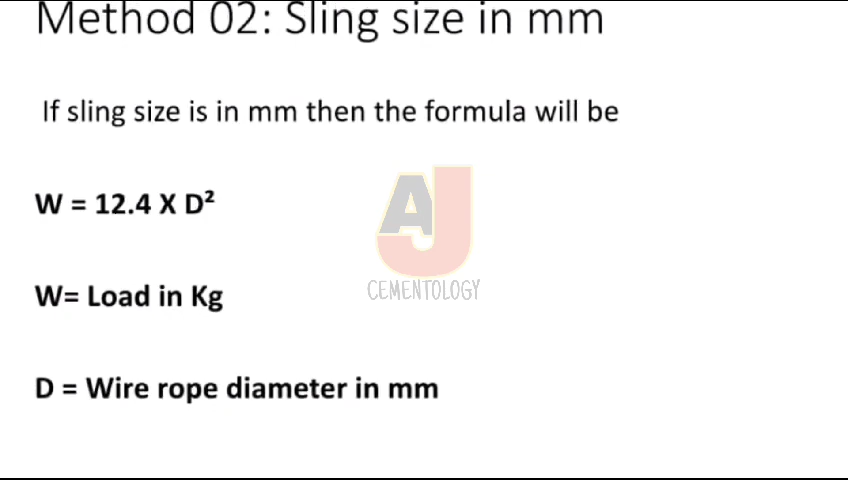 Method 02: Sling size in mm
If sling size is in mm then the formula will be
W = 12.4 X D²
AJ
CEMENTOLOGY
W= Load in Kg
D = Wire rope diameter in mm